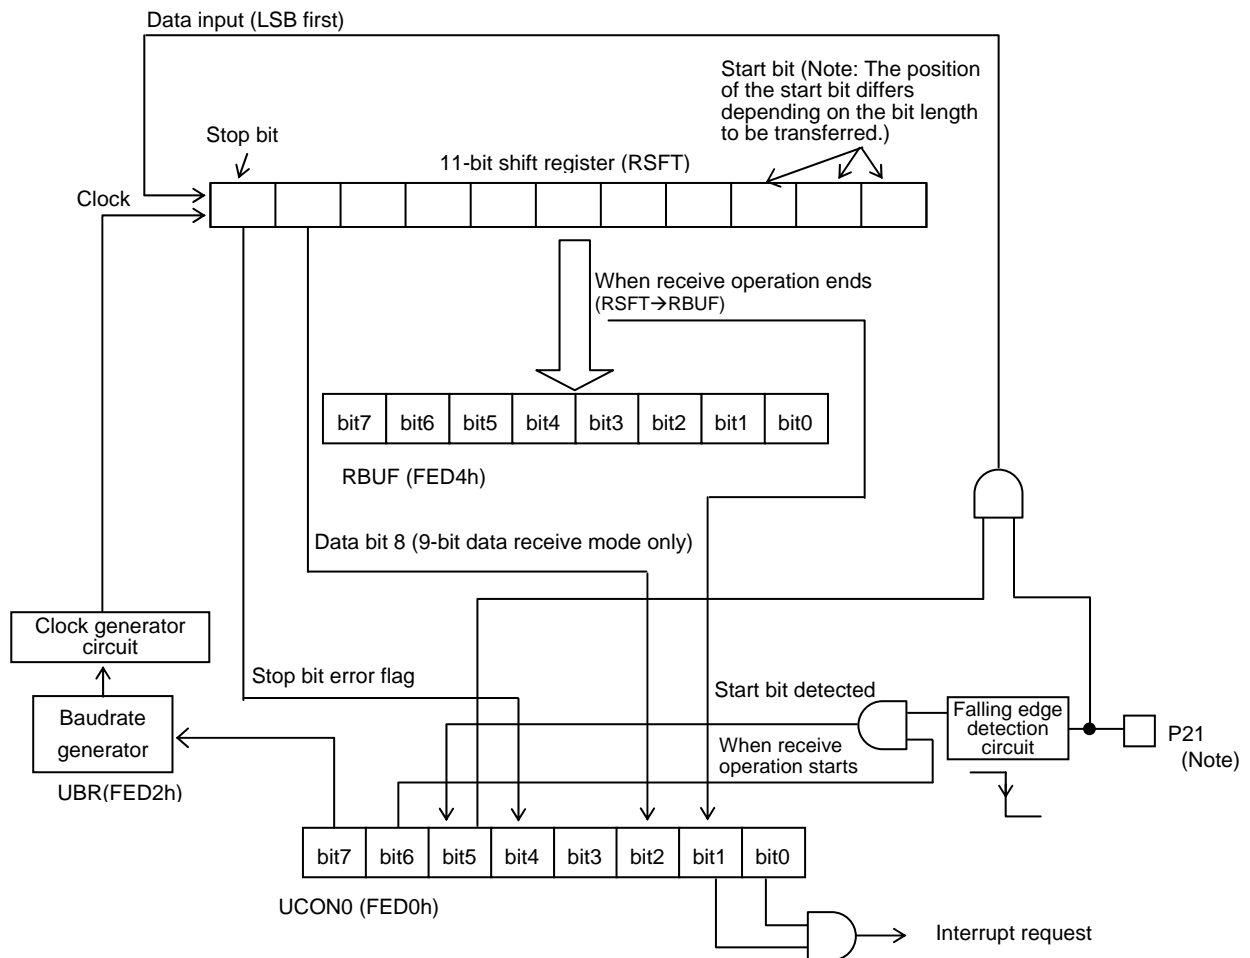 Data input (LSB first)
Start bit (Note: The position
of the start bit differs
depending on the bit length
to be transferred.)
Stop bit
11-bit shift register (RSFT)
Clock
When receive operation ends
(RSFT→RBUF)
bit7 bit6 bit5 bit4 bit3 bit2 bit1 bit0
RBUF (FED4h)
Data bit 8 (9-bit data receive mode only)
Clock generator
circuit
Stop bit error flag
Start bit detected
Baudrate
generator
Falling edge
detection
circuit
P21
(Note)
When receive
operation starts
UBR(FED2h)
bit7 bit6 bit5 bit4 bit3 bit2 bit1 bit0
UCON0 (FED0h)
Interrupt request